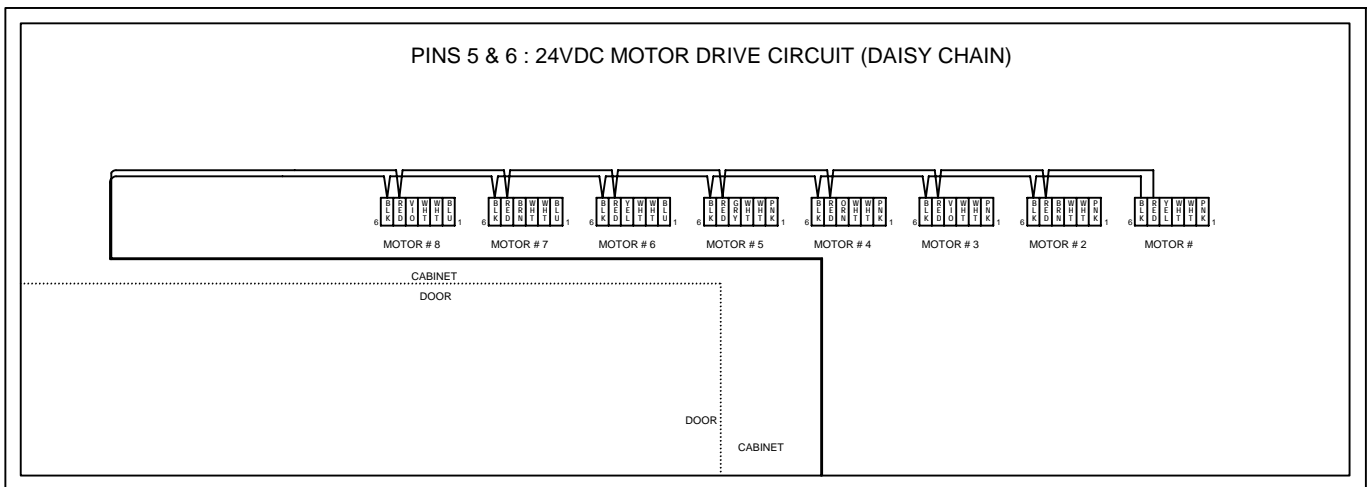 PINS 5 & 6 : 24VDC MOTOR DRIVE CIRCUIT (DAISY CHAIN)
6 BLK RED VIO WHT WHT BLU 1
6 BLK RED BRN WHT WHT BLU 1
6 BLK RED YEL WHT WHT BLU 1
6 BLK RED GRY WHT WHT PNK 1
6 BLK RED ORN WHT WHT PNK 1
6 BLK RED VIO WHT WHT PNK 1
6 BLK RED BRN WHT WHT PNK 1
6 BLK RED YEL WHT WHT PNK 1
MOTOR # 8
MOTOR # 7
MOTOR # 6
MOTOR # 5
MOTOR # 4
MOTOR # 3
MOTOR # 2
MOTOR #
CABINET
DOOR
DOOR
CABINET